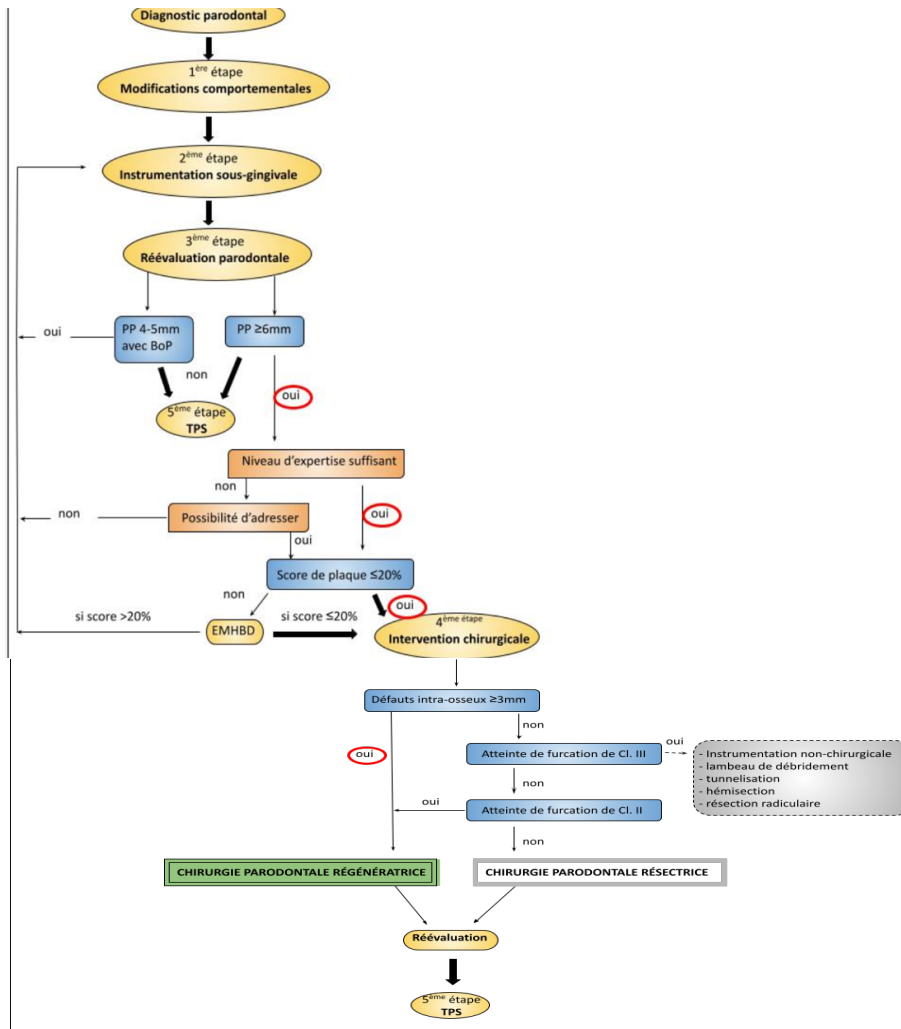 Diagnostic parodontal
1ère étape
Modifications comportementales
2ème étape
Instrumentation sous-gingivale
3ème étape
Réévaluation parodontale
oui
PP 4-5mm
avec BoP
PP ≥6mm
non
oui
5ème étape
TPS
Niveau d'expertise suffisant
non
oui
non
Possibilité d'adresser
oui
Score de plaque ≤20%
non
oui
si score >20%
EMHBD
si score ≤20%
4ème étape
Intervention chirurgicale
Défauts intra-osseux ≥3mm
non
oui
Atteinte de furcation de Cl. III
oui
- Instrumentation non-chirurgicale
- lambeau de débridement
- tunnelisation
- hémisection
- résection radiculaire
non
oui
Atteinte de furcation de Cl. II
non
CHIRURGIE PARODONTALE RÉGÉNÉRATRICE
CHIRURGIE PARODONTALE RÉSECTRICE
Réévaluation
5ème étape
TPS